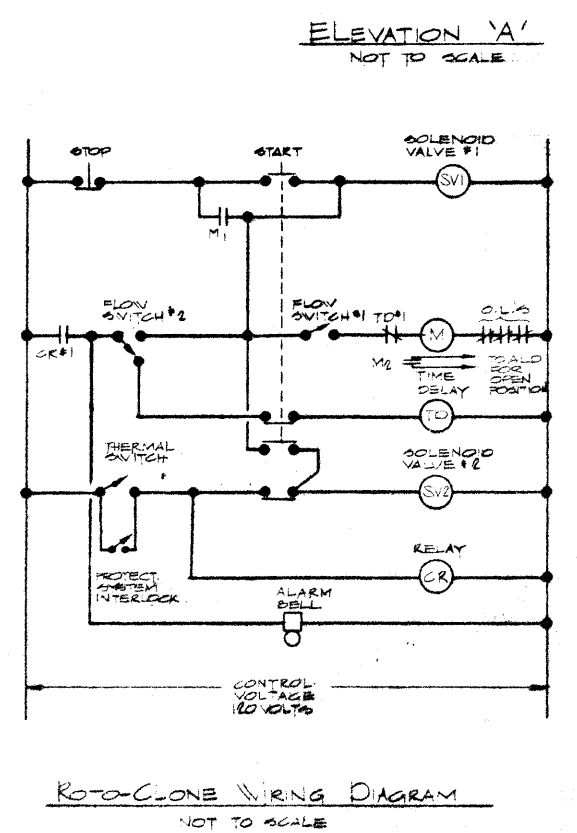 ELEVATION 'A'
NOT TO SCALE
STOP
START
SOLENOID
VALVE #1
SV1
M1
FLOW
SWITCH #2
FLOW
SWITCH #1
TD#1
M
O.L.'S
CR#1
M2
TIME
DELAY
TO ALD
FOR
OPEN
POSITION
TD
THERMAL
SWITCH
SOLENOID
VALVE #2
SV2
PROTECT.
SYSTEM
INTERLOCK
RELAY
CR
ALARM
BELL
CONTROL
VOLTAGE
120 VOLTS
ROTO-CLONE WIRING DIAGRAM
NOT TO SCALE